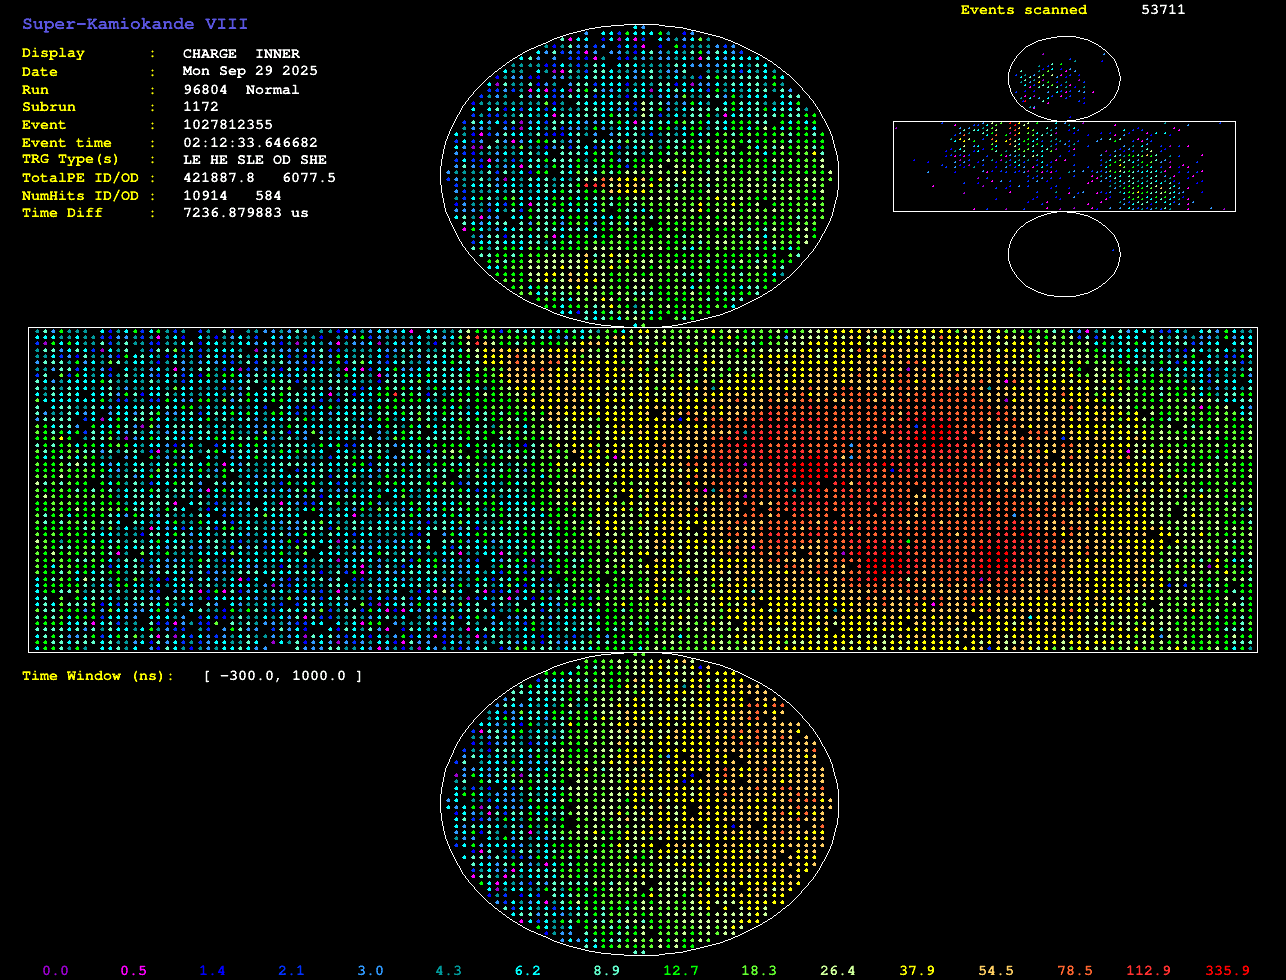 Super-Kamiokande VIII
Events scanned 53711
Display : CHARGE INNER
Date : Mon Sep 29 2025
Run : 96804 Normal
Subrun : 1172
Event : 1027812355
Event time : 02:12:33.646682
TRG Type(s) : LE HE SLE OD SHE
TotalPE ID/OD : 421887.8 6077.5
NumHits ID/OD : 10914 584
Time Diff : 7236.879883 us
Time Window (ns): [ -300.0, 1000.0 ]
0.0 0.5 1.4 2.1 3.0 4.3 6.2 8.9 12.7 18.3 26.4 37.9 54.5 78.5 112.9 335.9